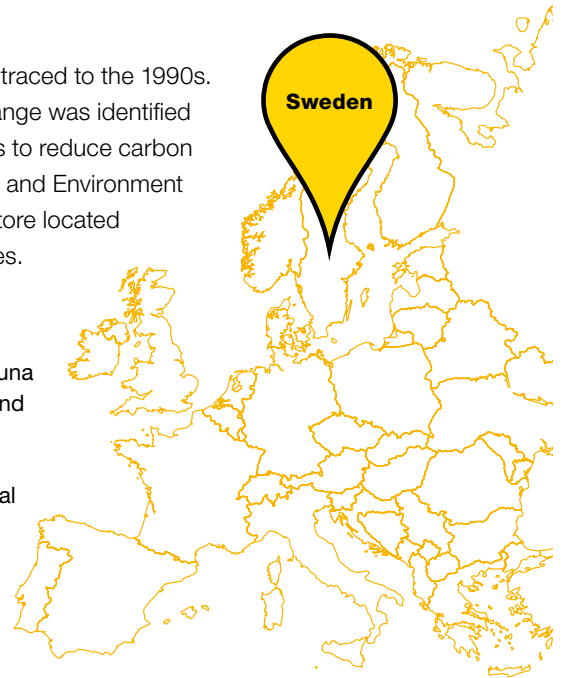 traced to the 1990s.
ange was identified
s to reduce carbon
and Environment
tore located
es.
una
nd
al
Sweden